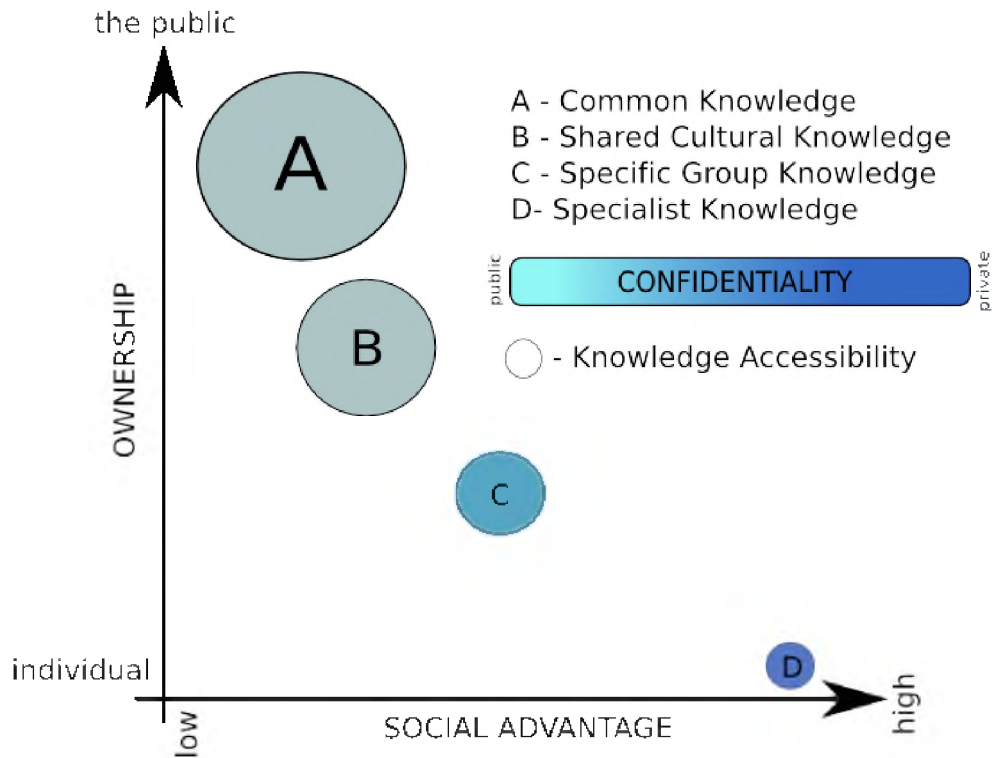 the public
A
A - Common Knowledge
B - Shared Cultural Knowledge
C - Specific Group Knowledge
D- Specialist Knowledge
public
CONFIDENTIALITY
private
OWNERSHIP
B
- Knowledge Accessibility
C
individual
D
low
SOCIAL ADVANTAGE
high